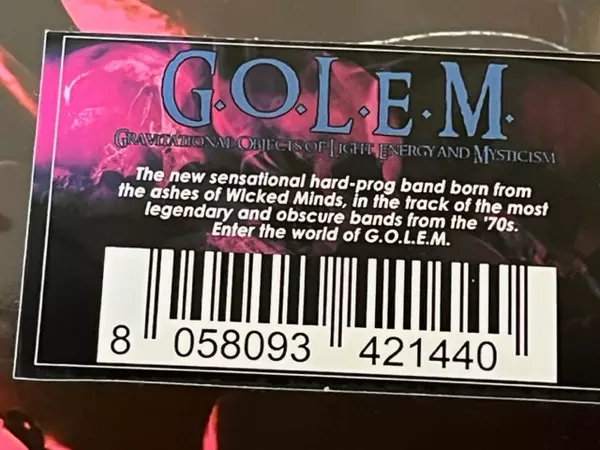 G.O.L.E.M.
GRAVITATIONAL OBJECTS OF LIGHT, ENERGY AND MYSTICISM
The new sensational hard-prog band born from
the ashes of Wicked Minds, in the track of the most
legendary and obscure bands from the '70s.
Enter the world of G.O.L.E.M.
8 058093 421440